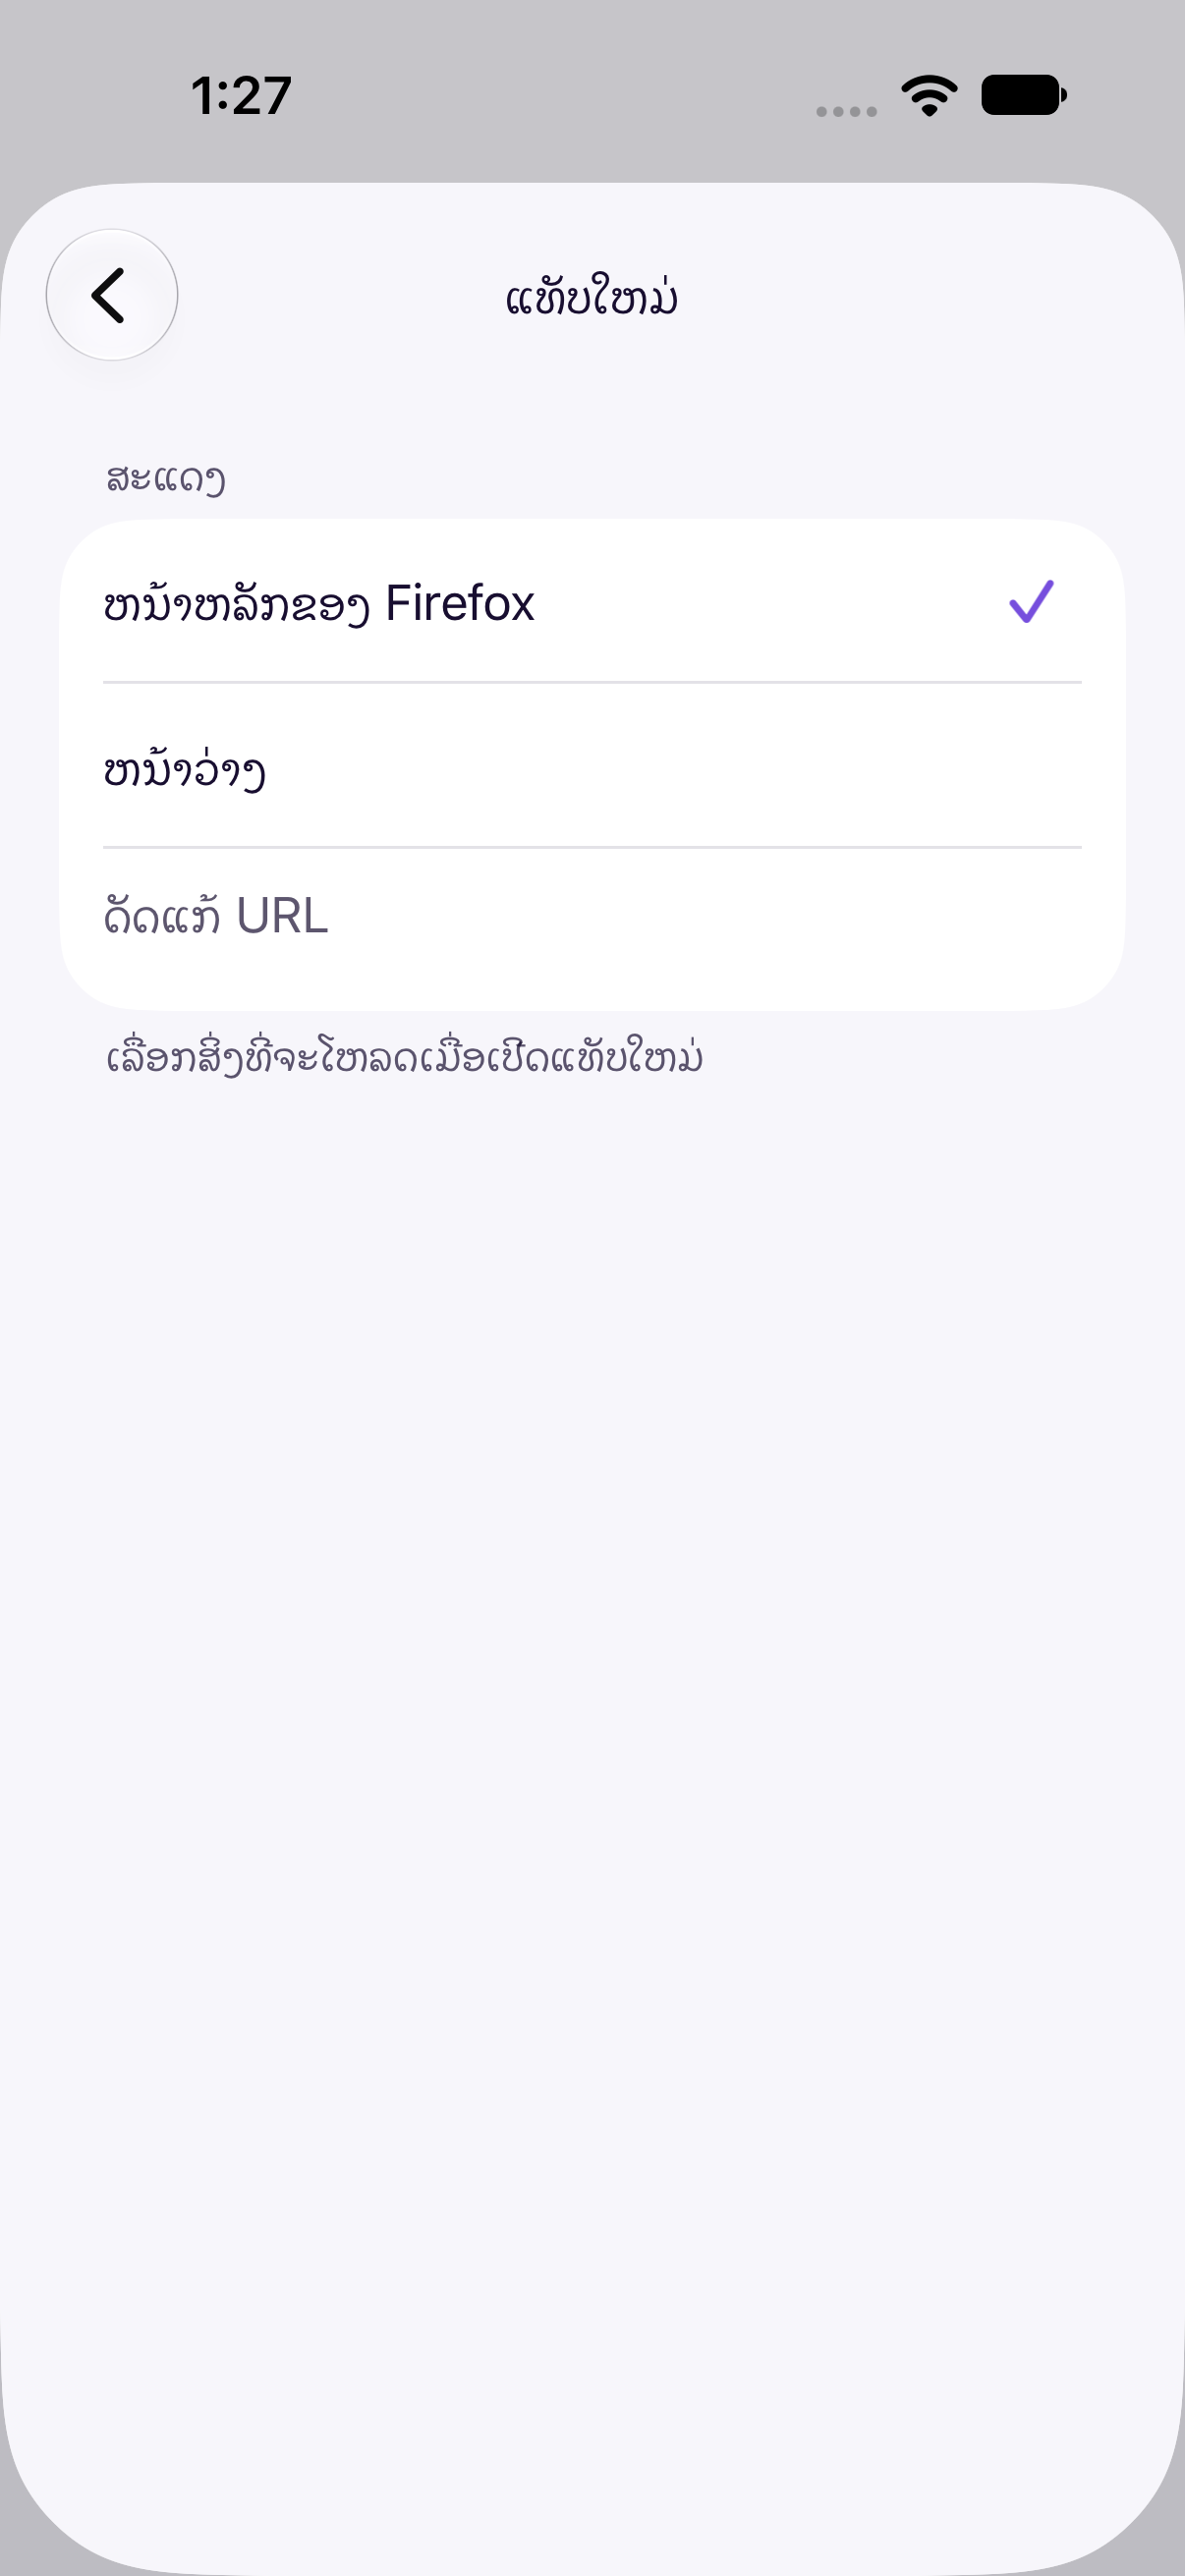 1:27
ແທັບໃຫມ່
ສະແດງ
ຫນ້າຫລັກຂອງ Firefox
ຫນ້າວ່າງ
ດັດແກ້ URL
ເລືອກສິ່ງທີ່ຈະໂຫລດເມື່ອເປີດແທັບໃຫມ່